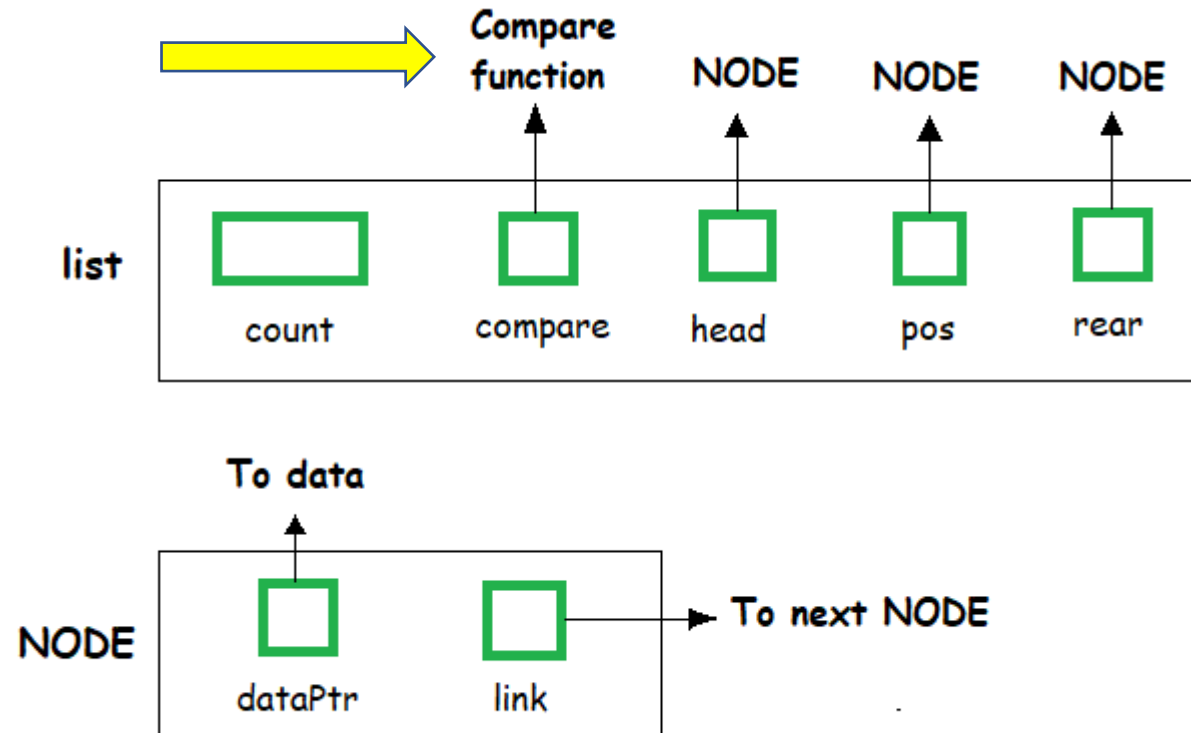 Compare
function
NODE
NODE
NODE
list
count
compare
head
pos
rear
To data
NODE
To next NODE
dataPtr
link